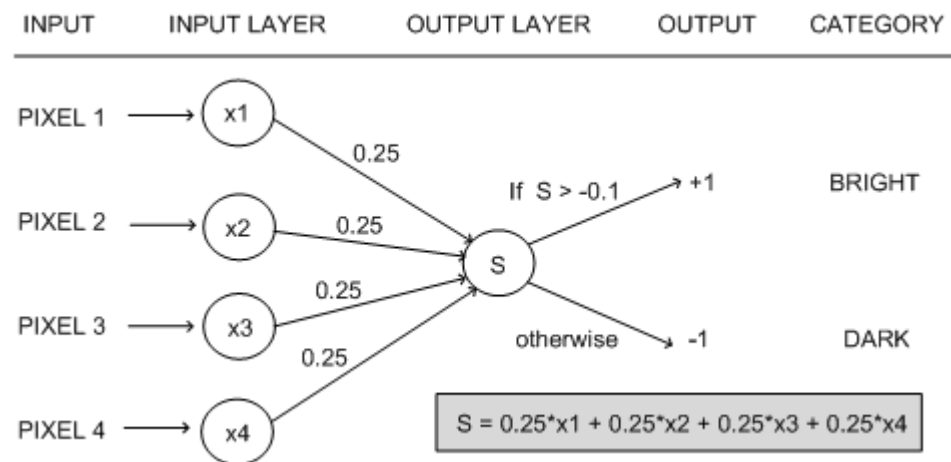 INPUT INPUT LAYER OUTPUT LAYER OUTPUT CATEGORY
PIXEL 1 x1
0.25
If S > -0.1 +1 BRIGHT
PIXEL 2 x2 0.25
S
0.25
PIXEL 3 x3
otherwise -1 DARK
0.25
S = 0.25*x1 + 0.25*x2 + 0.25*x3 + 0.25*x4
PIXEL 4 x4